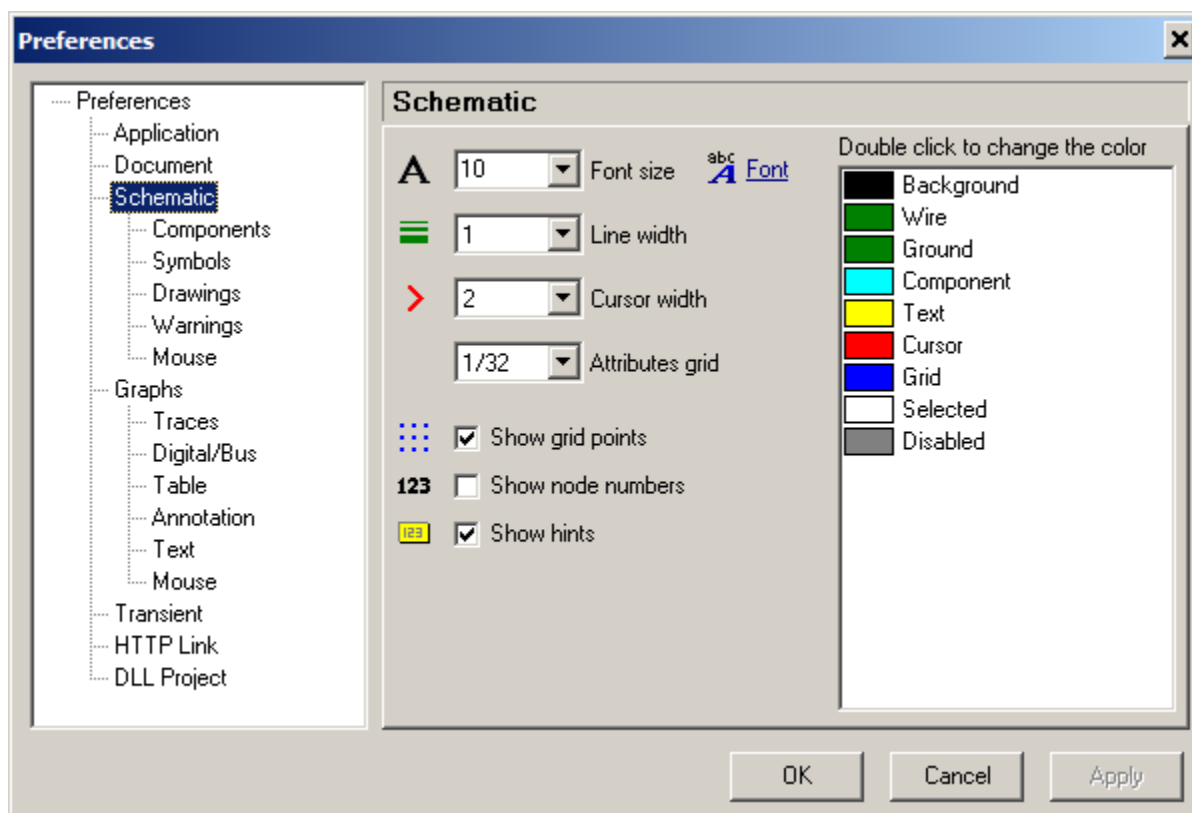 Preferences
Preferences
Application
Document
Schematic
Components
Symbols
Drawings
Warnings
Mouse
Graphs
Traces
Digital/Bus
Table
Annotation
Text
Mouse
Transient
HTTP Link
DLL Project
Schematic
A 10 Font size abc A Font
1 Line width
2 Cursor width
1/32 Attributes grid
Show grid points
123 Show node numbers
123 Show hints
Double click to change the color
Background
Wire
Ground
Component
Text
Cursor
Grid
Selected
Disabled
OK Cancel Apply